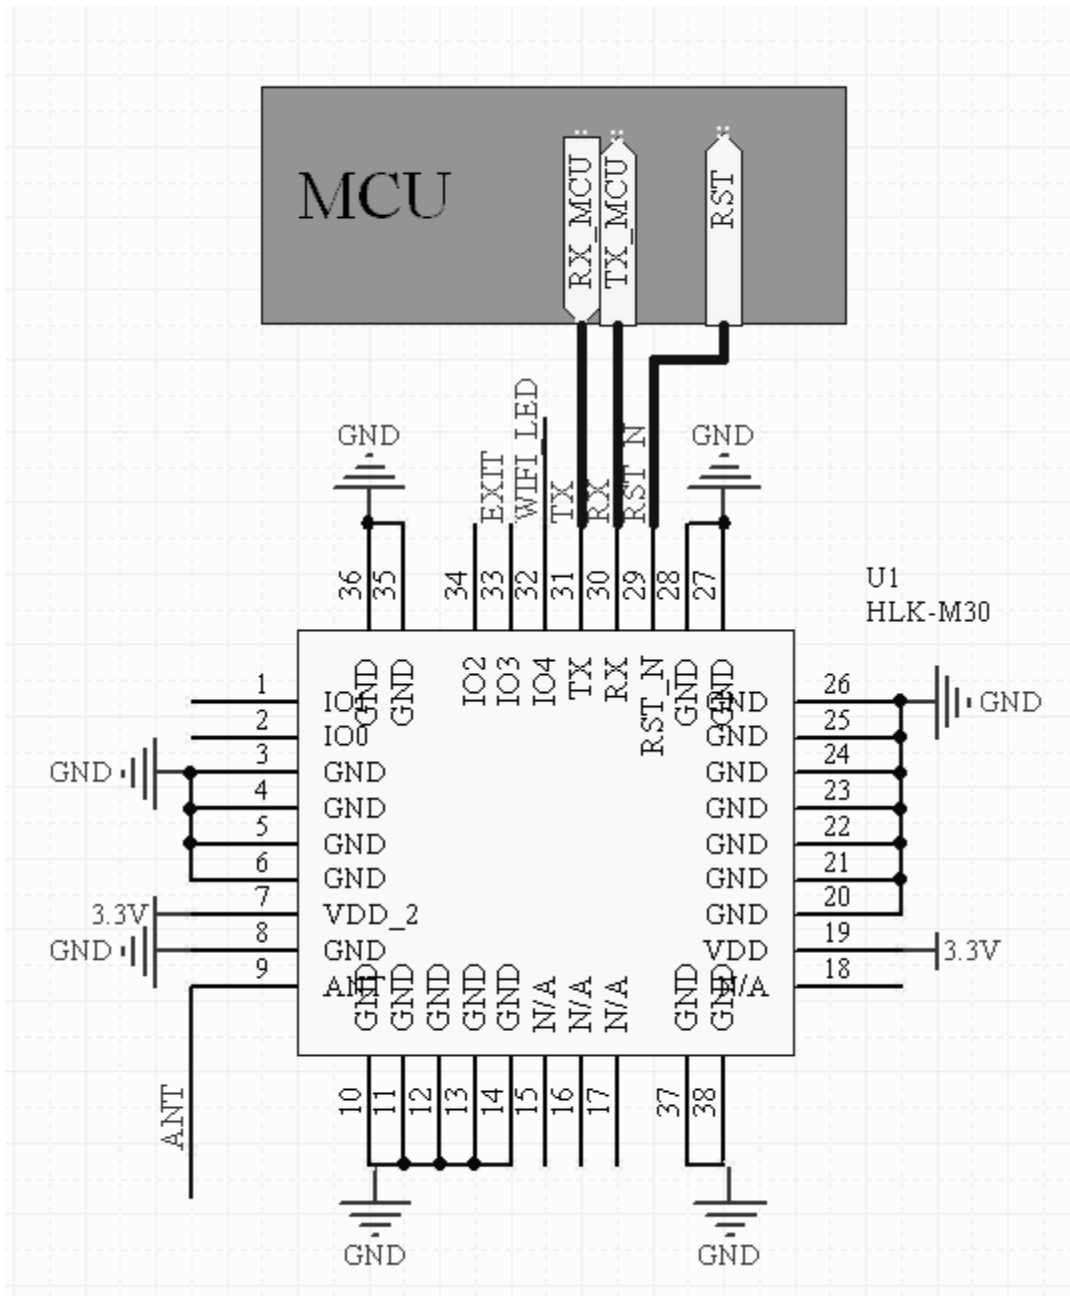 MCU
RX_MCU
TX_MCU
RST
GND
EXIT
WIFI_LED
TX
RX
RST_N
GND
36
35
34
33
32
31
30
29
28
27
U1
HLK-M30
GND
GND
IO2
IO3
IO4
TX
RX
RST_N
GND
GND
1
2
IO0
GND
3
GND
4
GND
5
GND
6
GND
3.3V
7
VDD_2
GND
8
GND
9
ANT
GND
26
GND
GND
25
GND
24
GND
23
GND
22
GND
21
GND
20
VDD
19
3.3V
N/A
18
GND
GND
GND
GND
GND
N/A
N/A
N/A
GND
GND
10
11
12
13
14
15
16
17
37
38
ANT
GND
GND